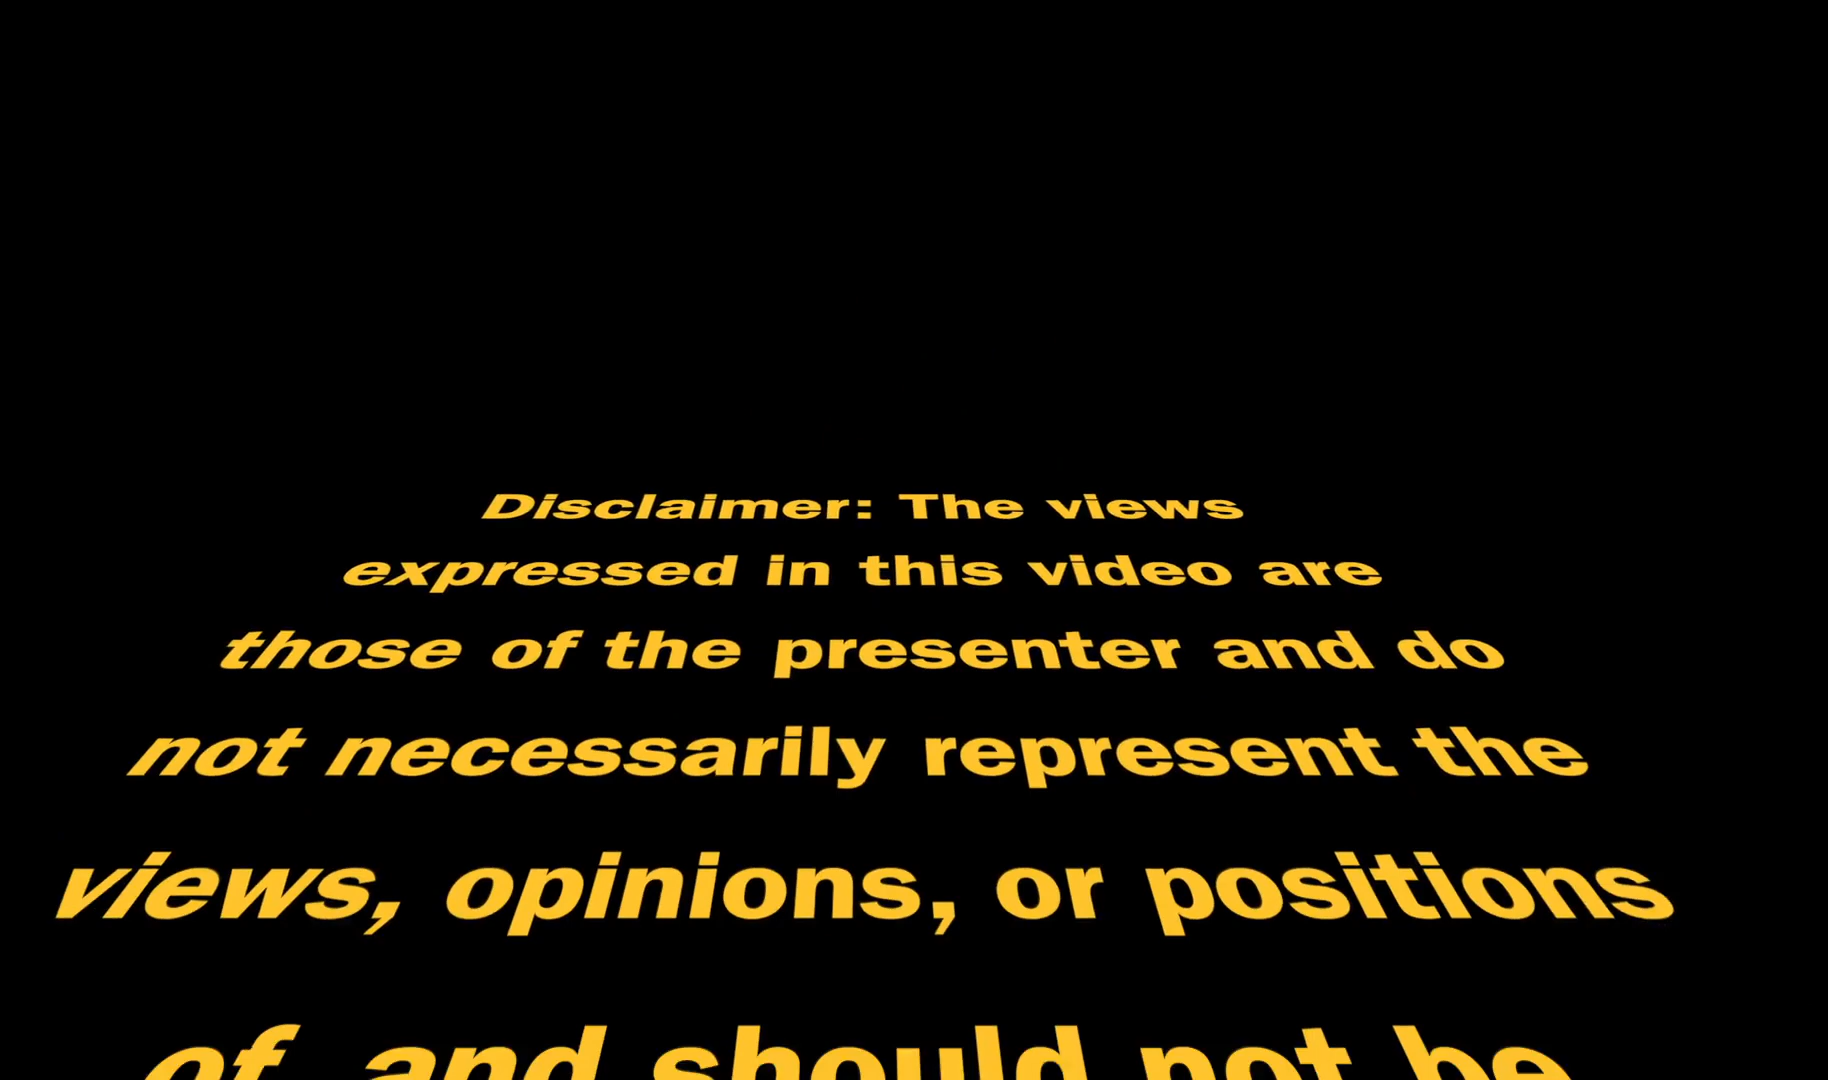 Disclaimer: The views
expressed in this video are
those of the presenter and do
not necessarily represent the
views, opinions, or positions
of, and should not be